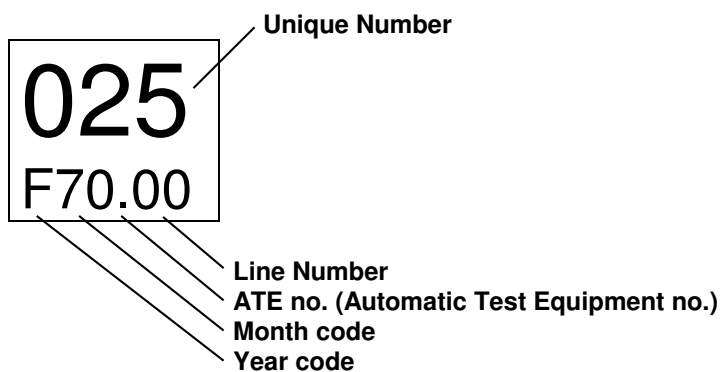 Unique Number
025
F70.00
Line Number
ATE no. (Automatic Test Equipment no.)
Month code
Year code